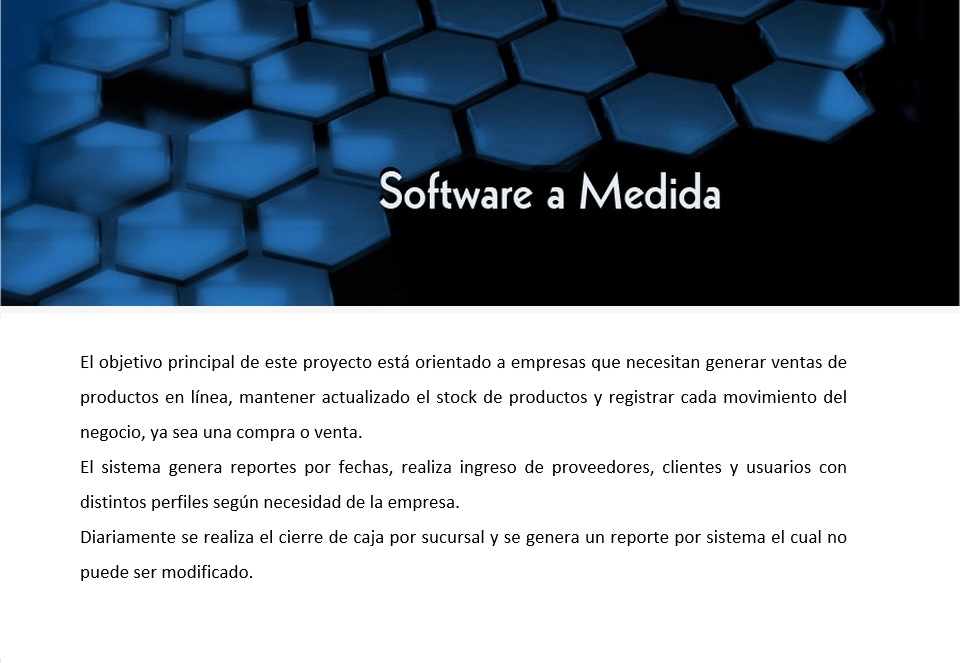 Software a Medida
El objetivo principal de este proyecto está orientado a empresas que necesitan generar ventas de
productos en línea, mantener actualizado el stock de productos y registrar cada movimiento del
negocio, ya sea una compra o venta.
El sistema genera reportes por fechas, realiza ingreso de proveedores, clientes y usuarios con
distintos perfiles según necesidad de la empresa.
Diariamente se realiza el cierre de caja por sucursal y se genera un reporte por sistema el cual no
puede ser modificado.